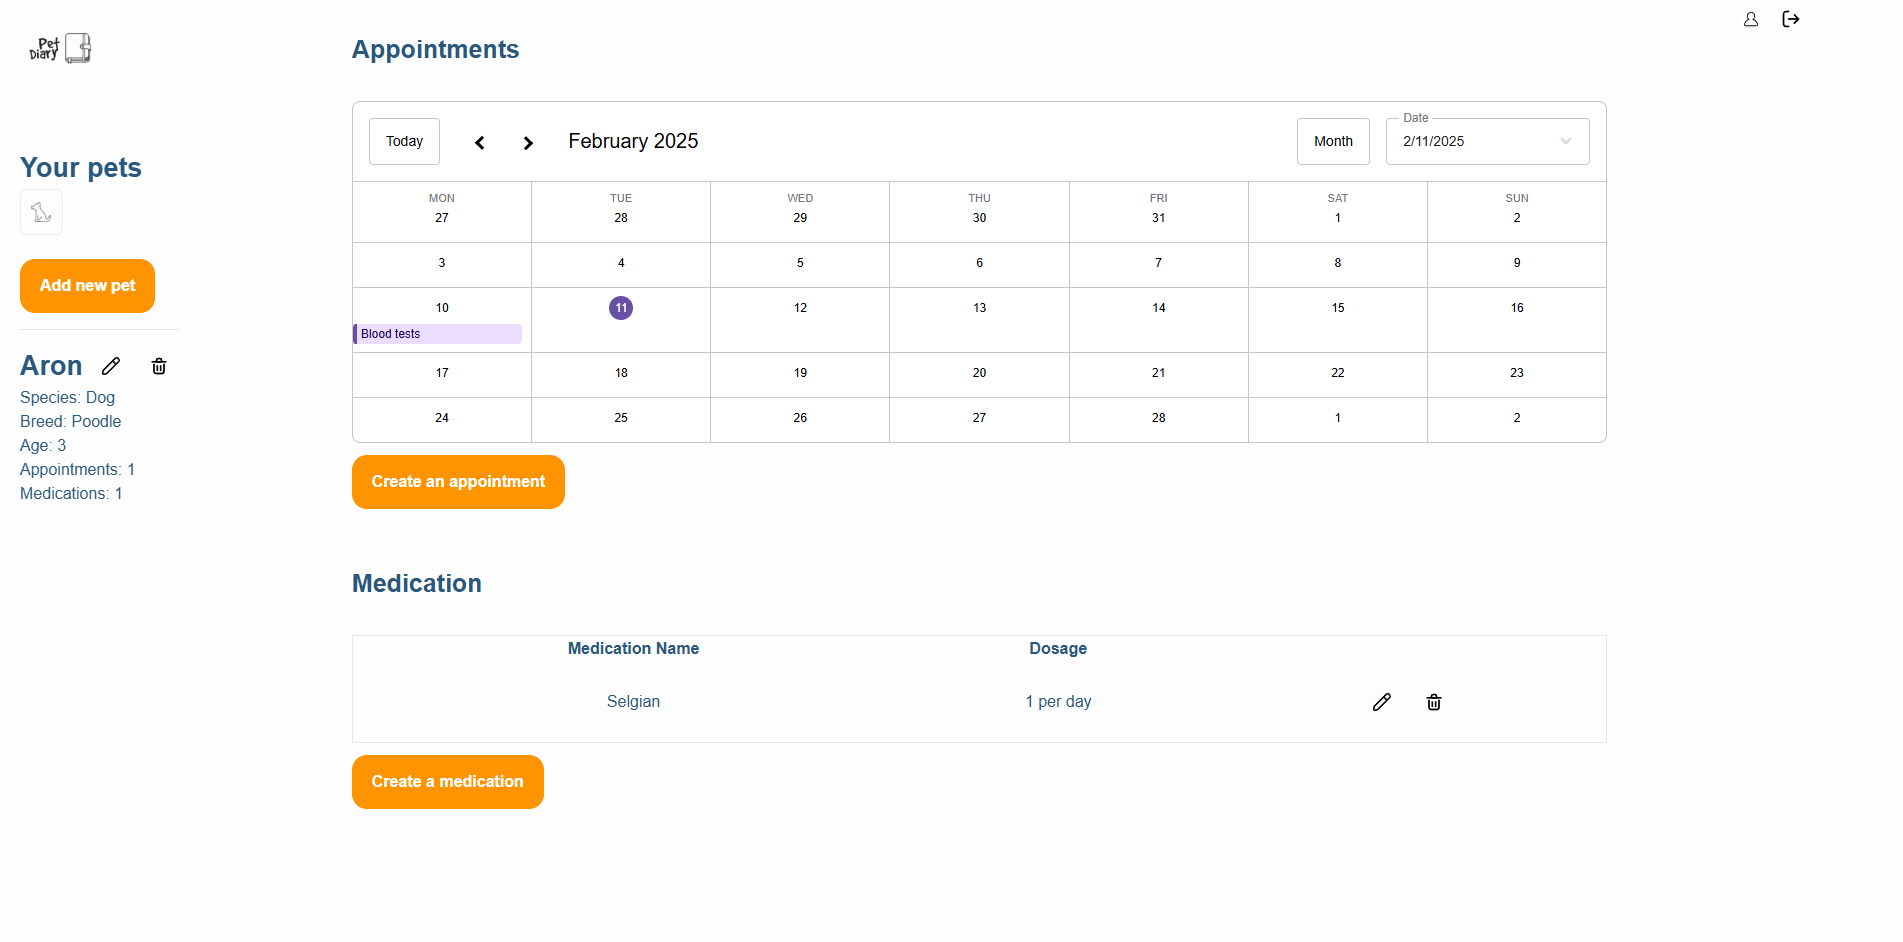 Pet
Diary
Your pets
Add new pet
Aron
Species: Dog
Breed: Poodle
Age: 3
Appointments: 1
Medications: 1
Appointments
Today
February 2025
Month
Date
2/11/2025
MON TUE WED THU FRI SAT SUN
27 28 29 30 31 1 2
3 4 5 6 7 8 9
10 11 12 13 14 15 16
Blood tests
17 18 19 20 21 22 23
24 25 26 27 28 1 2
Create an appointment
Medication
Medication Name Dosage
Selgian 1 per day
Create a medication